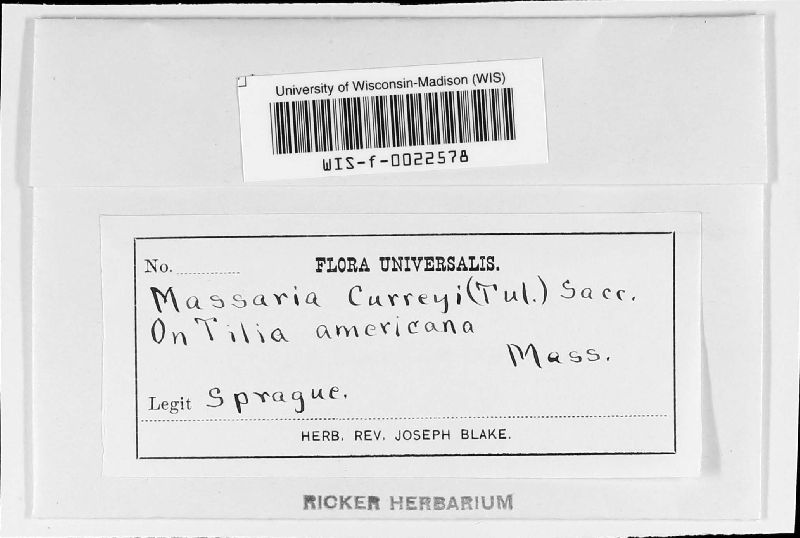 University of Wisconsin-Madison (WIS)
WIS-f-0022578
No. FLORA UNIVERSALIS.
Massaria Curreyi (Tul.) Sacc.
On Tilia americana
Mass.
Legit Sprague.
HERB. REV. JOSEPH BLAKE.
RICKER HERBARIUM